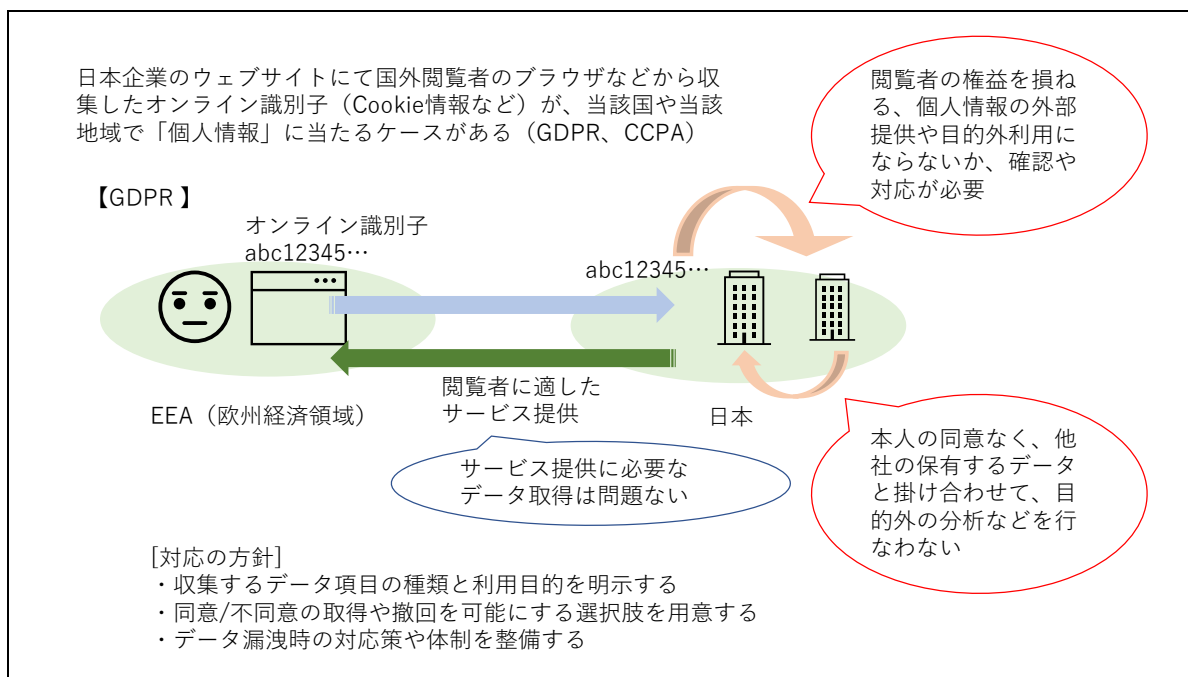 日本企業のウェブサイトにて国外閲覧者のブラウザなどから収
集したオンライン識別子（Cookie情報など）が、当該国や当該
地域で「個人情報」に当たるケースがある（GDPR、CCPA）
閲覧者の権益を損ね
る、個人情報の外部
提供や目的外利用に
ならないか、確認や
対応が必要
【GDPR】
オンライン識別子
abc12345…
abc12345…
閲覧者に適した
サービス提供
EEA（欧州経済領域）
日本
サービス提供に必要な
データ取得は問題ない
本人の同意なく、他
社の保有するデータ
と掛け合わせて、目
的外の分析などを行
なわない
[対応の方針]
・収集するデータ項目の種類と利用目的を明示する
・同意/不同意の取得や撤回を可能にする選択肢を用意する
・データ漏洩時の対応策や体制を整備する